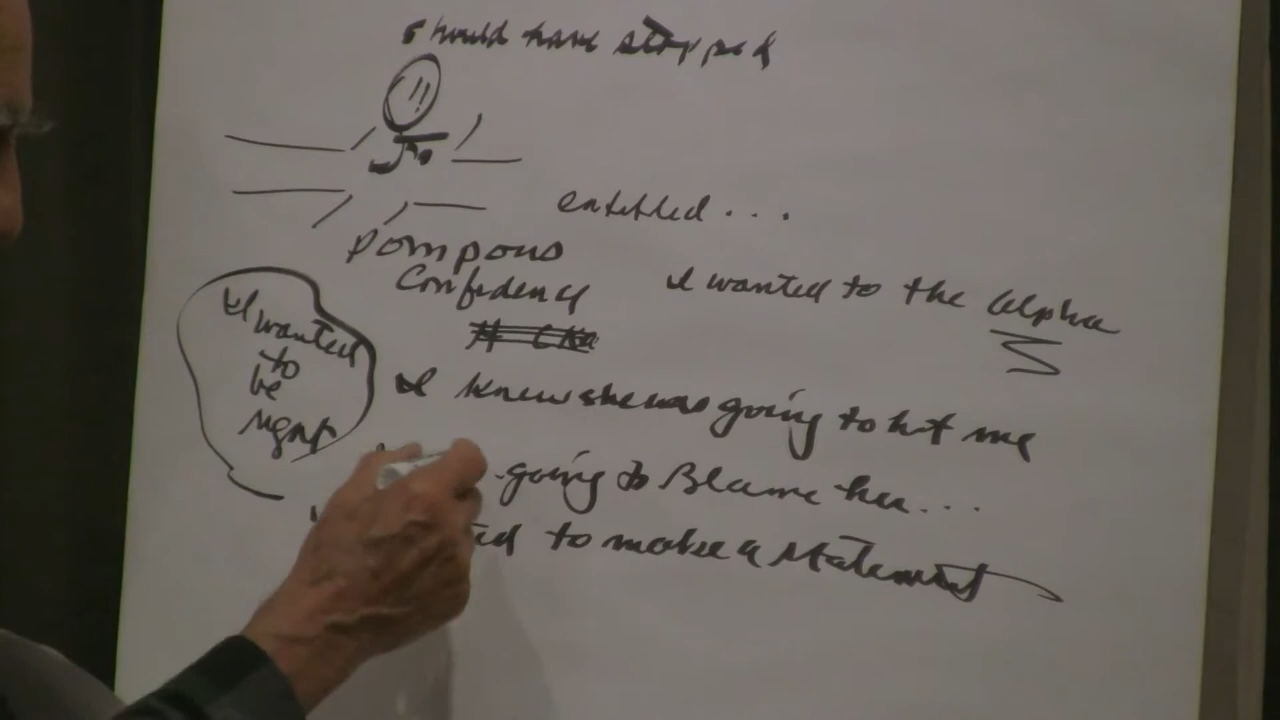 should have stopped
entitled...
pompous
Confidency
I wanted to the alpha
I wanted
to
be
right
I knew she was going to hit me
going to Blame her...
to make a statement